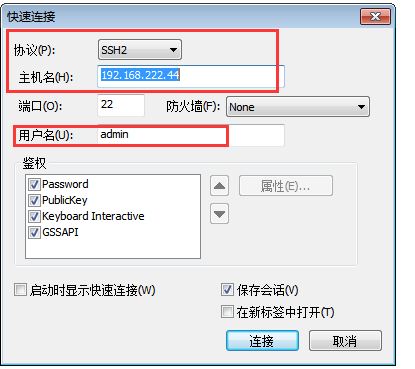 快速连接
协议(P): SSH2
主机名(H): 192.168.222.44
端口(O): 22 防火墙(F): None
用户名(U): admin
鉴权
Password
PublicKey
Keyboard Interactive
GSSAPI
属性(E)...
启动时显示快速连接(W) 保存会话(V)
在新标签中打开(T)
连接 取消